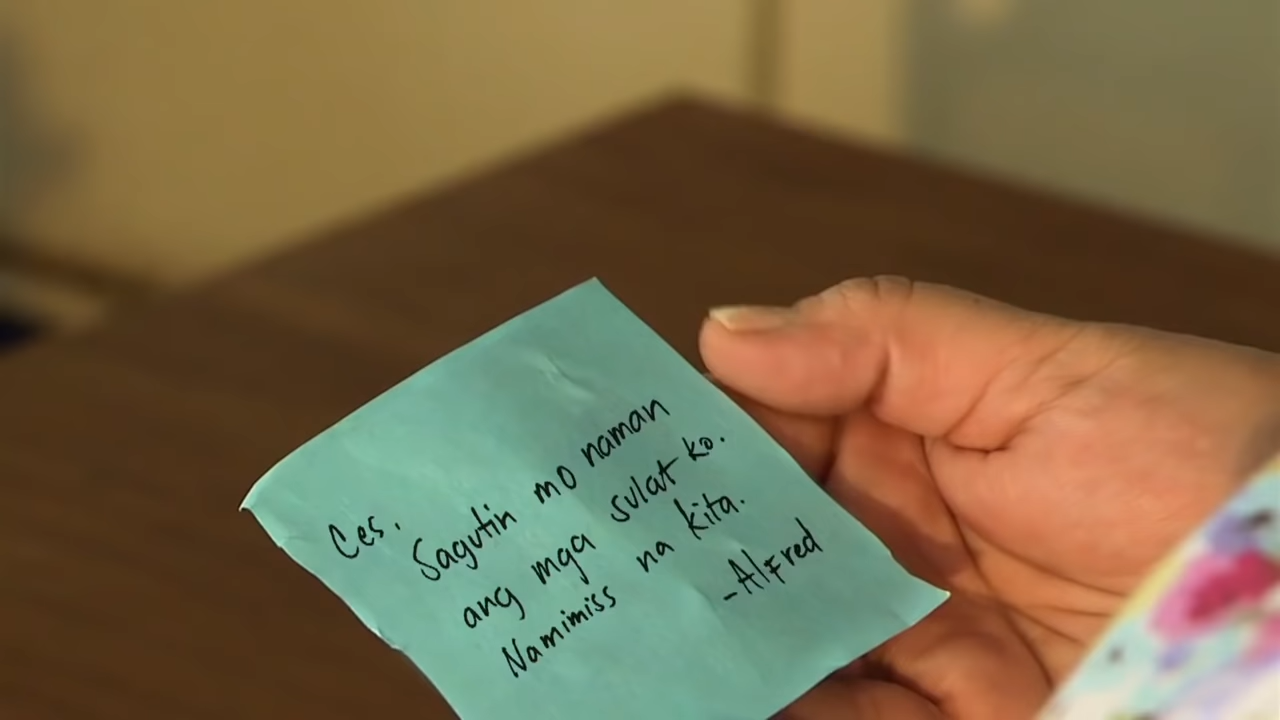 Ces.
Sagutin mo naman
ang mga sulat ko.
Namimiss na kita.
-Alfred